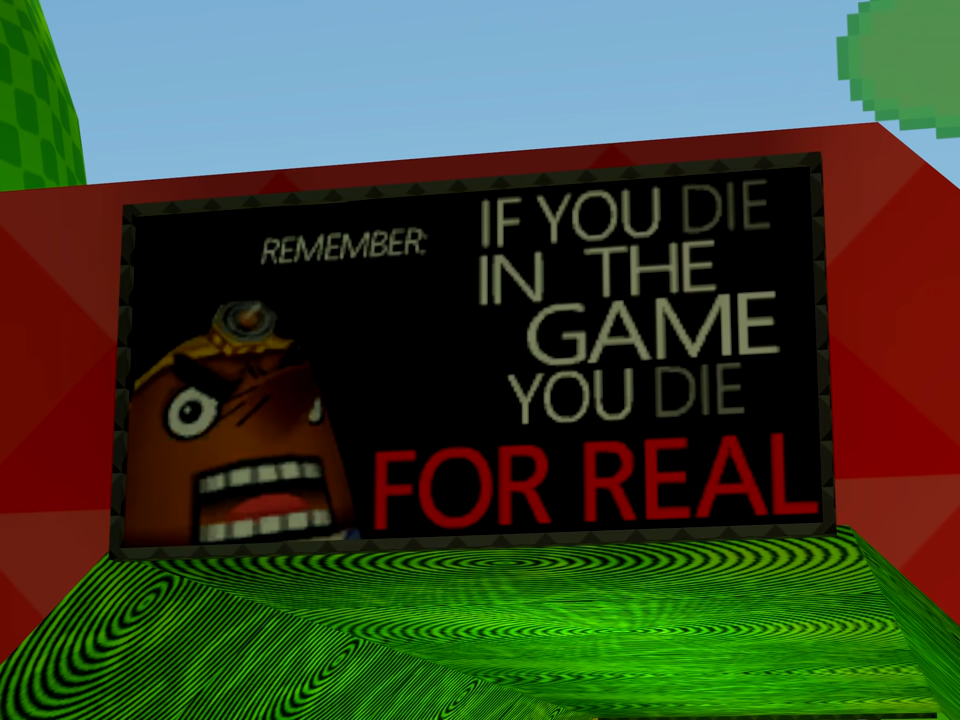 REMEMBER:
IF YOU DIE
IN THE
GAME
YOU DIE
FOR REAL